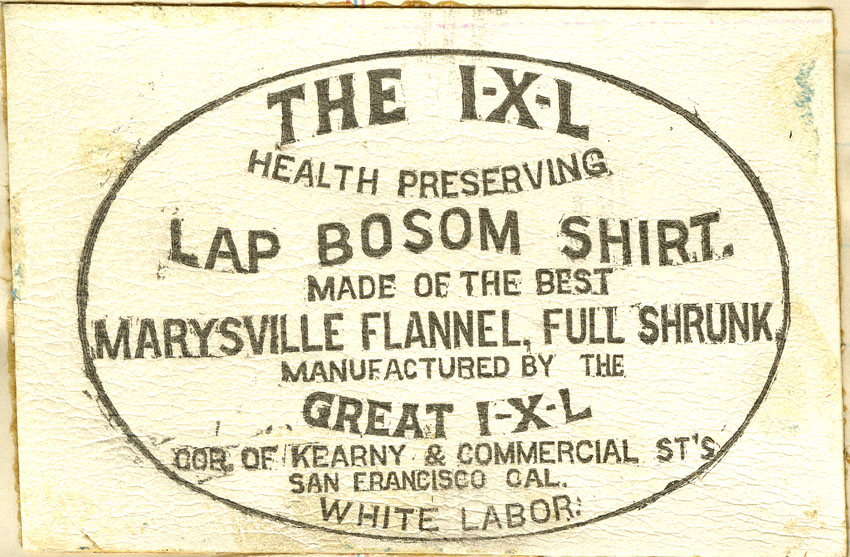 THE I-X-L
HEALTH PRESERVING
LAP BOSOM SHIRT.
MADE OF THE BEST
MARYSVILLE FLANNEL, FULL SHRUNK,
MANUFACTURED BY THE
GREAT I-X-L
COR. OF KEARNY & COMMERCIAL ST'S
SAN FRANCISCO CAL.
WHITE LABOR.